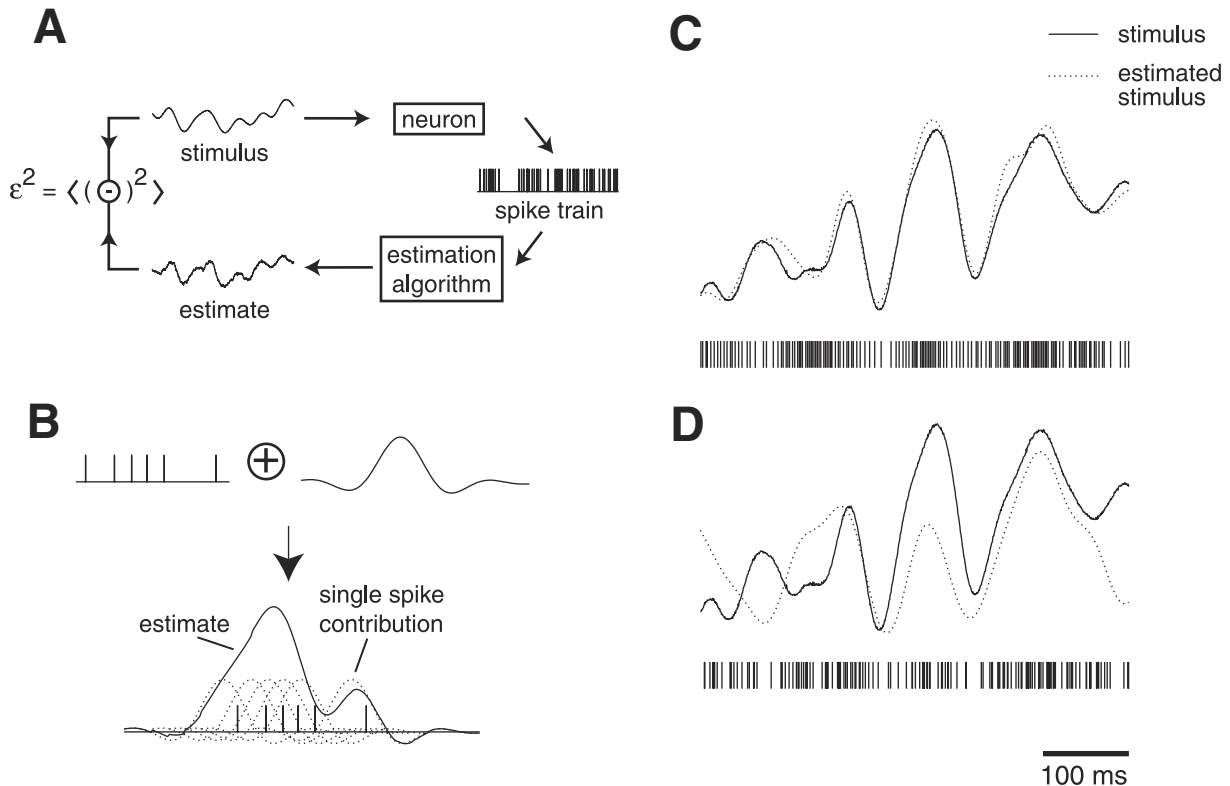 A
stimulus
neuron
ε² = ⟨( - )²⟩
spike train
estimation
algorithm
estimate
B
estimate
single spike
contribution
C
stimulus
estimated
stimulus
D
100 ms